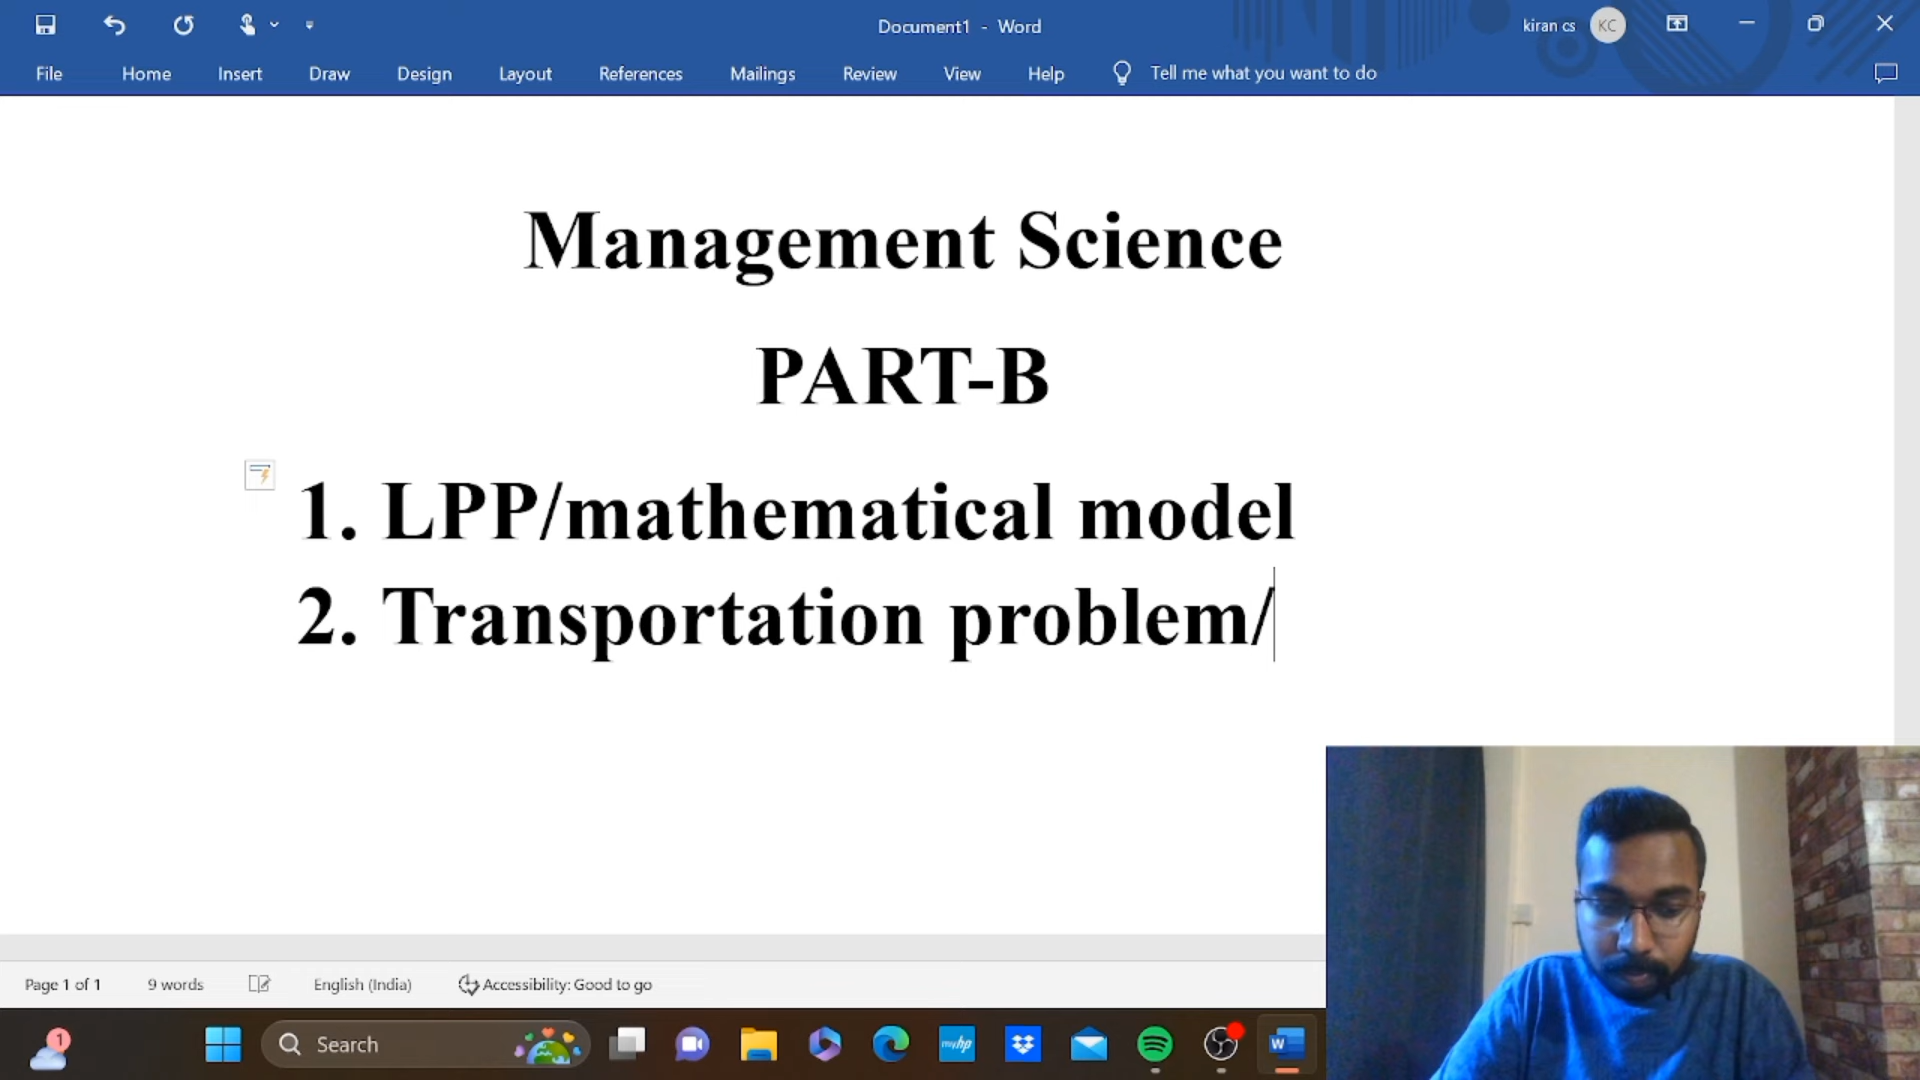 Document1 - Word
kiran cs KC
File Home Insert Draw Design Layout References Mailings Review View Help Tell me what you want to do
Management Science
PART-B
1. LPP/mathematical model
2. Transportation problem/
Page 1 of 1 9 words English (India) Accessibility: Good to go
1 Search myhp W